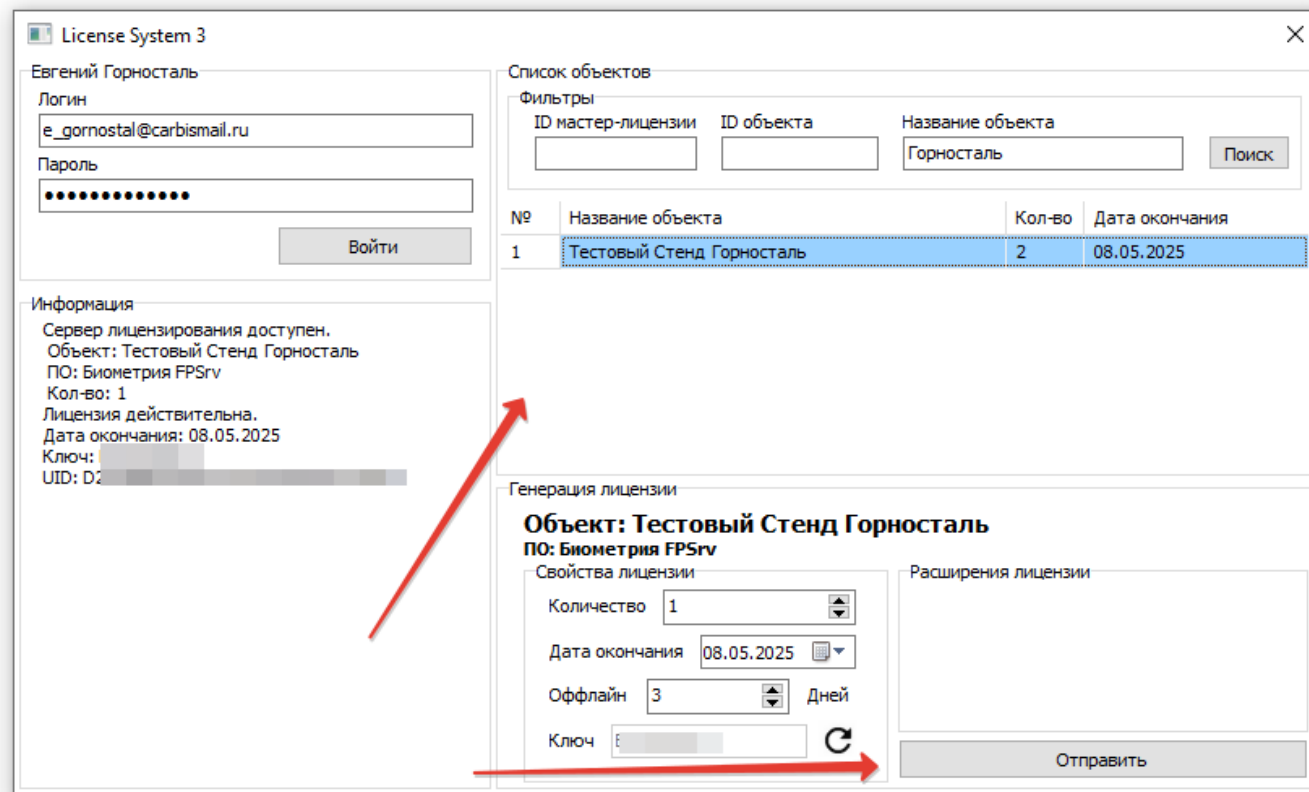 License System 3
Евгений Горносталь
Логин
e_gornostal@carbismail.ru
Пароль
Войти
Информация
Сервер лицензирования доступен.
Объект: Тестовый Стенд Горносталь
ПО: Биометрия FPSrv
Кол-во: 1
Лицензия действительна.
Дата окончания: 08.05.2025
Ключ:
UID: D2
Список объектов
Фильтры
ID мастер-лицензии ID объекта Название объекта
Горносталь Поиск
№ Название объекта Кол-во Дата окончания
1 Тестовый Стенд Горносталь 2 08.05.2025
Генерация лицензии
Объект: Тестовый Стенд Горносталь
ПО: Биометрия FPSrv
Свойства лицензии
Количество 1
Дата окончания 08.05.2025
Оффлайн 3 Дней
Ключ
Расширения лицензии
Отправить